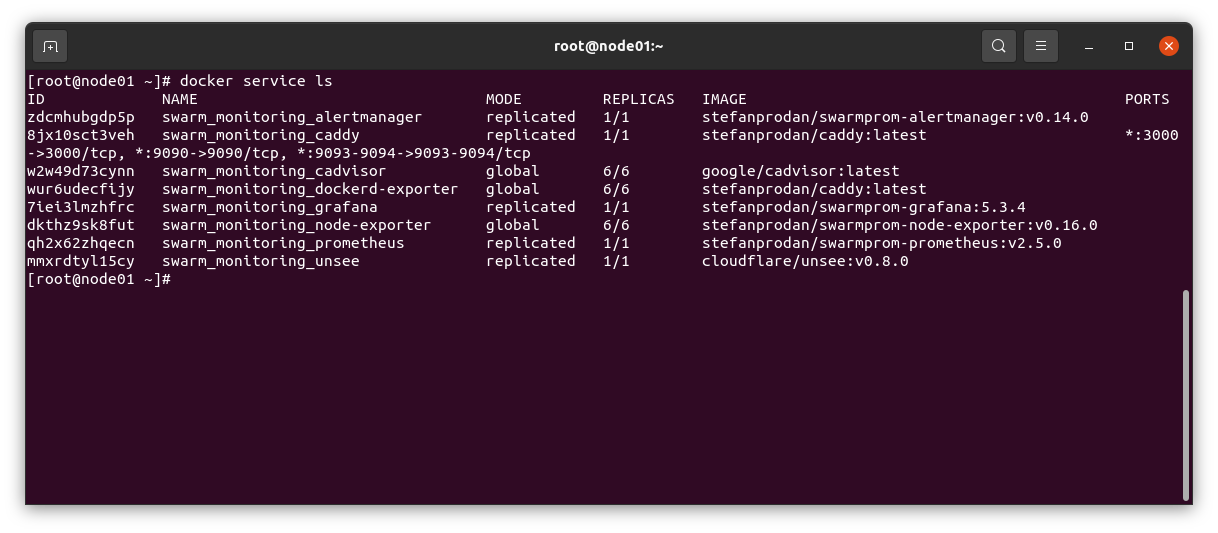 root@node01:~
[root@node01 ~]# docker service ls
ID NAME MODE REPLICAS IMAGE PORTS
zdcmhubgdp5p swarm_monitoring_alertmanager replicated 1/1 stefanprodan/swarmprom-alertmanager:v0.14.0
8jx10sct3veh swarm_monitoring_caddy replicated 1/1 stefanprodan/caddy:latest *:3000
->3000/tcp, *:9090->9090/tcp, *:9093-9094->9093-9094/tcp
w2w49d73cynn swarm_monitoring_cadvisor global 6/6 google/cadvisor:latest
wur6udecfijy swarm_monitoring_dockerd-exporter global 6/6 stefanprodan/caddy:latest
7iei3lmzhfrc swarm_monitoring_grafana replicated 1/1 stefanprodan/swarmprom-grafana:5.3.4
dkthz9sk8fut swarm_monitoring_node-exporter global 6/6 stefanprodan/swarmprom-node-exporter:v0.16.0
qh2x62zhqecn swarm_monitoring_prometheus replicated 1/1 stefanprodan/swarmprom-prometheus:v2.5.0
mmxrdtyl15cy swarm_monitoring_unsee replicated 1/1 cloudflare/unsee:v0.8.0
[root@node01 ~]#